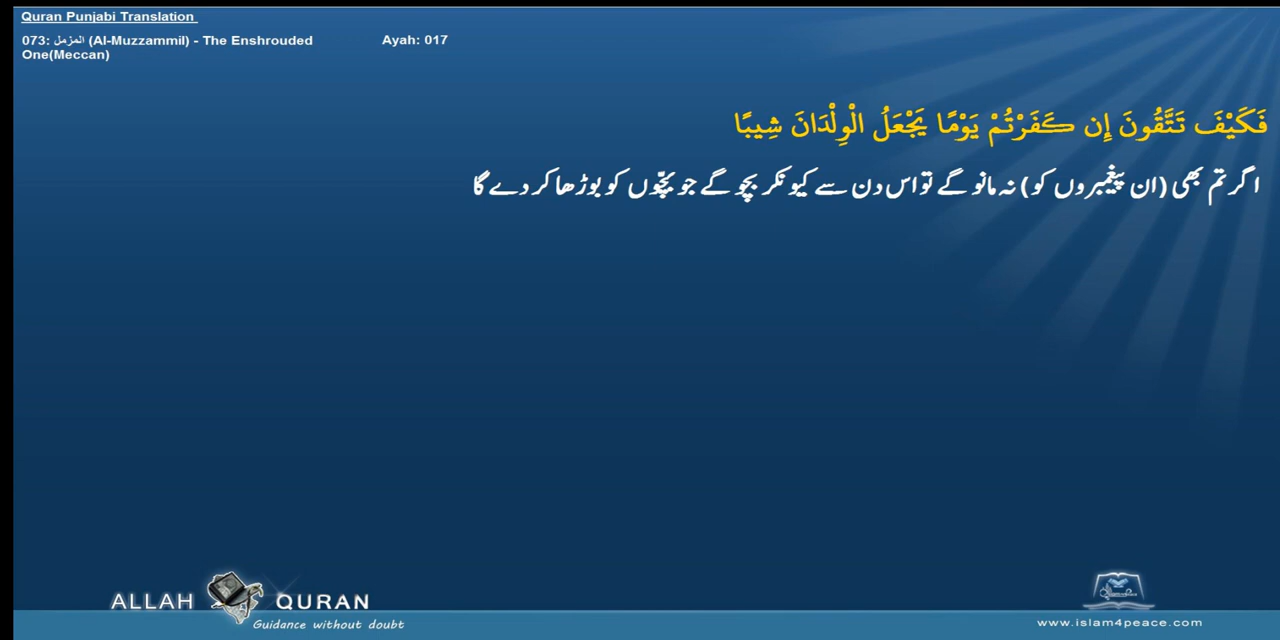 Quran Punjabi Translation
073: المزمل (Al-Muzzammil) - The Enshrouded One(Meccan)
Ayah: 017
فَكَيْفَ تَتَّقُونَ إِن كَفَرْتُمْ يَوْمًا يَجْعَلُ الْوِلْدَانَ شِيبًا
اگر تم بھی (ان پیغمبروں کو) نہ مانو گے تو اس دن سے کیونکر بچو گے جو بچّوں کو بوڑھا کر دے گا
ALLAH QURAN
Guidance without doubt
www.islam4peace.com